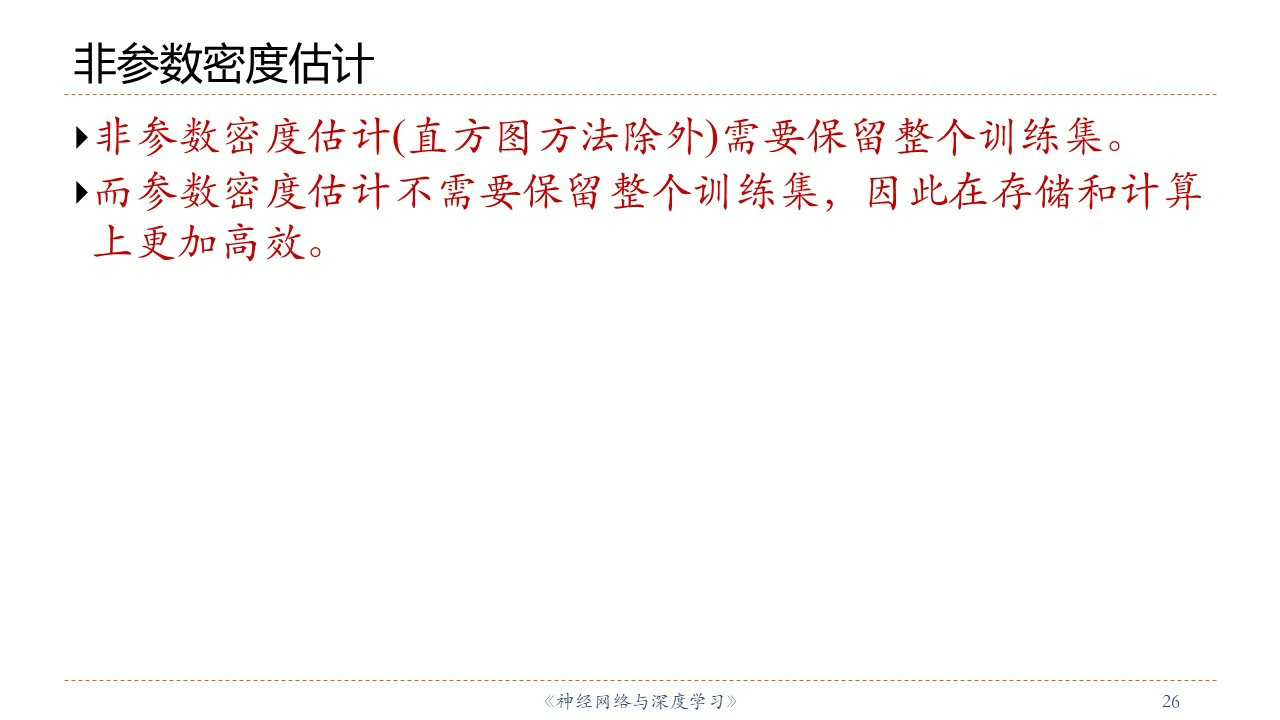 非参数密度估计
非参数密度估计(直方图方法除外)需要保留整个训练集。
而参数密度估计不需要保留整个训练集，因此在存储和计算
上更加高效。
《神经网络与深度学习》
26